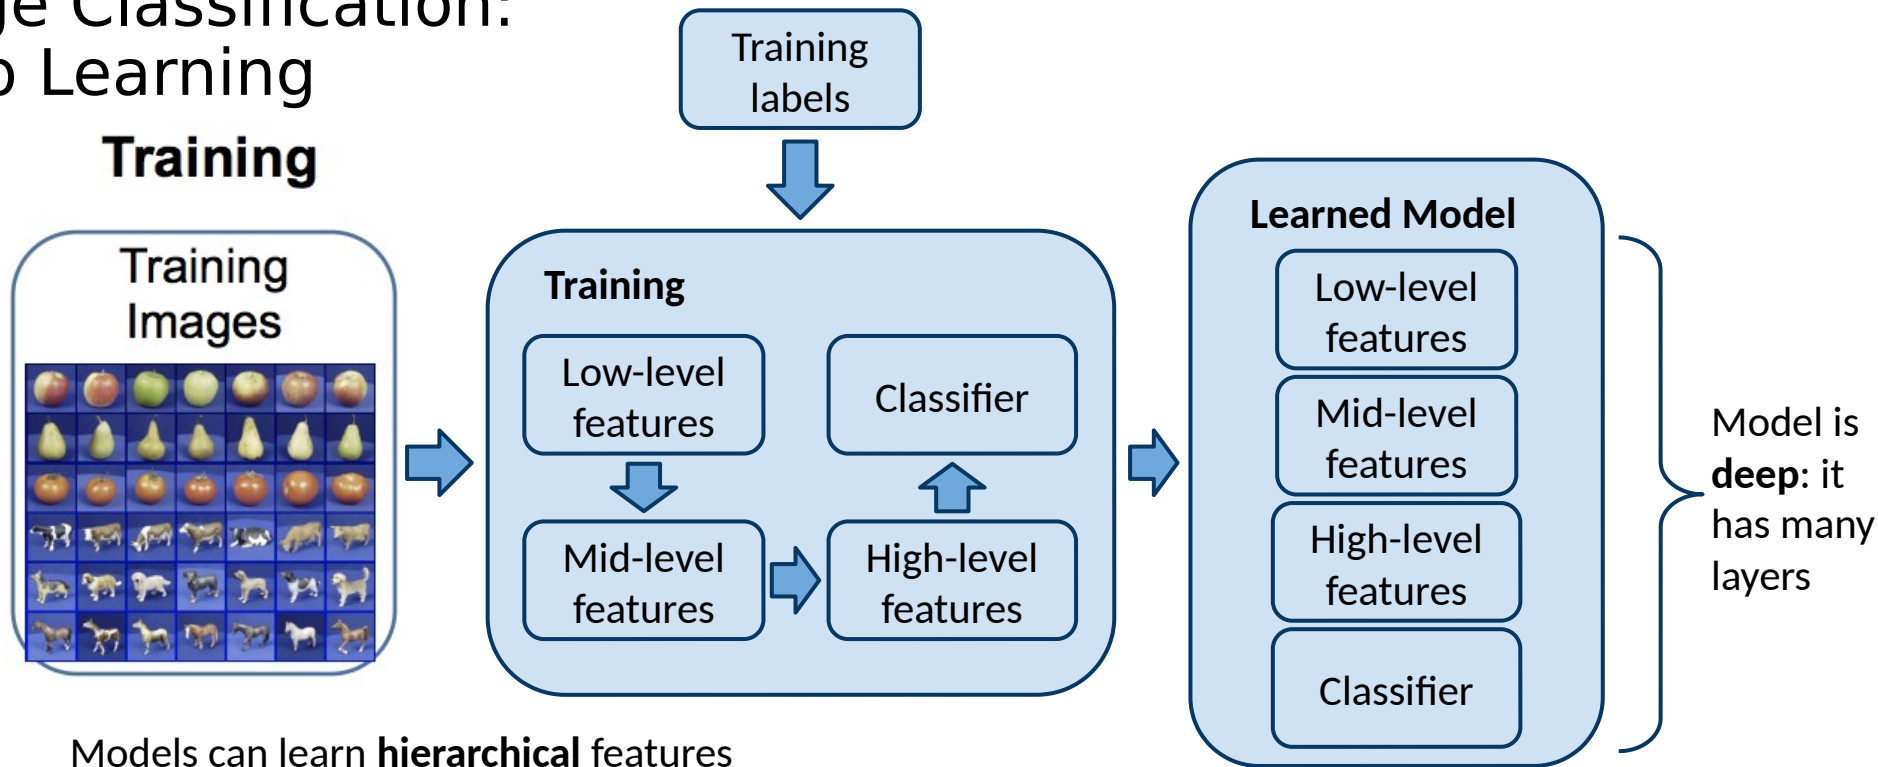 ge Classification:
p Learning
Training
Training
Images
Training
labels
Training
Low-level
features
Classifier
Mid-level
features
High-level
features
Learned Model
Low-level
features
Mid-level
features
High-level
features
Classifier
Model is
deep: it
has many
layers
Models can learn hierarchical features